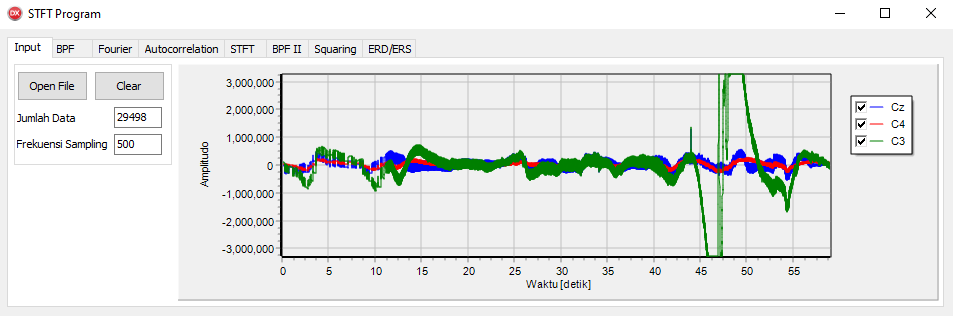 STFT Program
Input BPF Fourier Autocorrelation STFT BPF II Squaring ERD/ERS
Open File Clear
Jumlah Data 29498
Frekuensi Sampling 500
Amplitudo
3,000,000
2,000,000
1,000,000
0
-1,000,000
-2,000,000
-3,000,000
0 5 10 15 20 25 30 35 40 45 50 55
Waktu [detik]
Cz
C4
C3